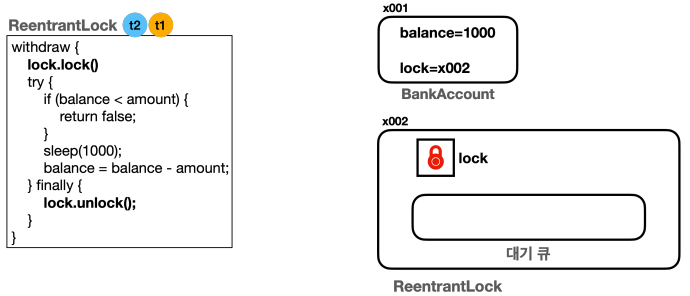 ReentrantLock t2 t1
withdraw {
lock.lock()
try {
if (balance < amount) {
return false;
}
sleep(1000);
balance = balance - amount;
} finally {
lock.unlock();
}
}
x001
balance=1000
lock=x002
BankAccount
x002
lock
대기 큐
ReentrantLock